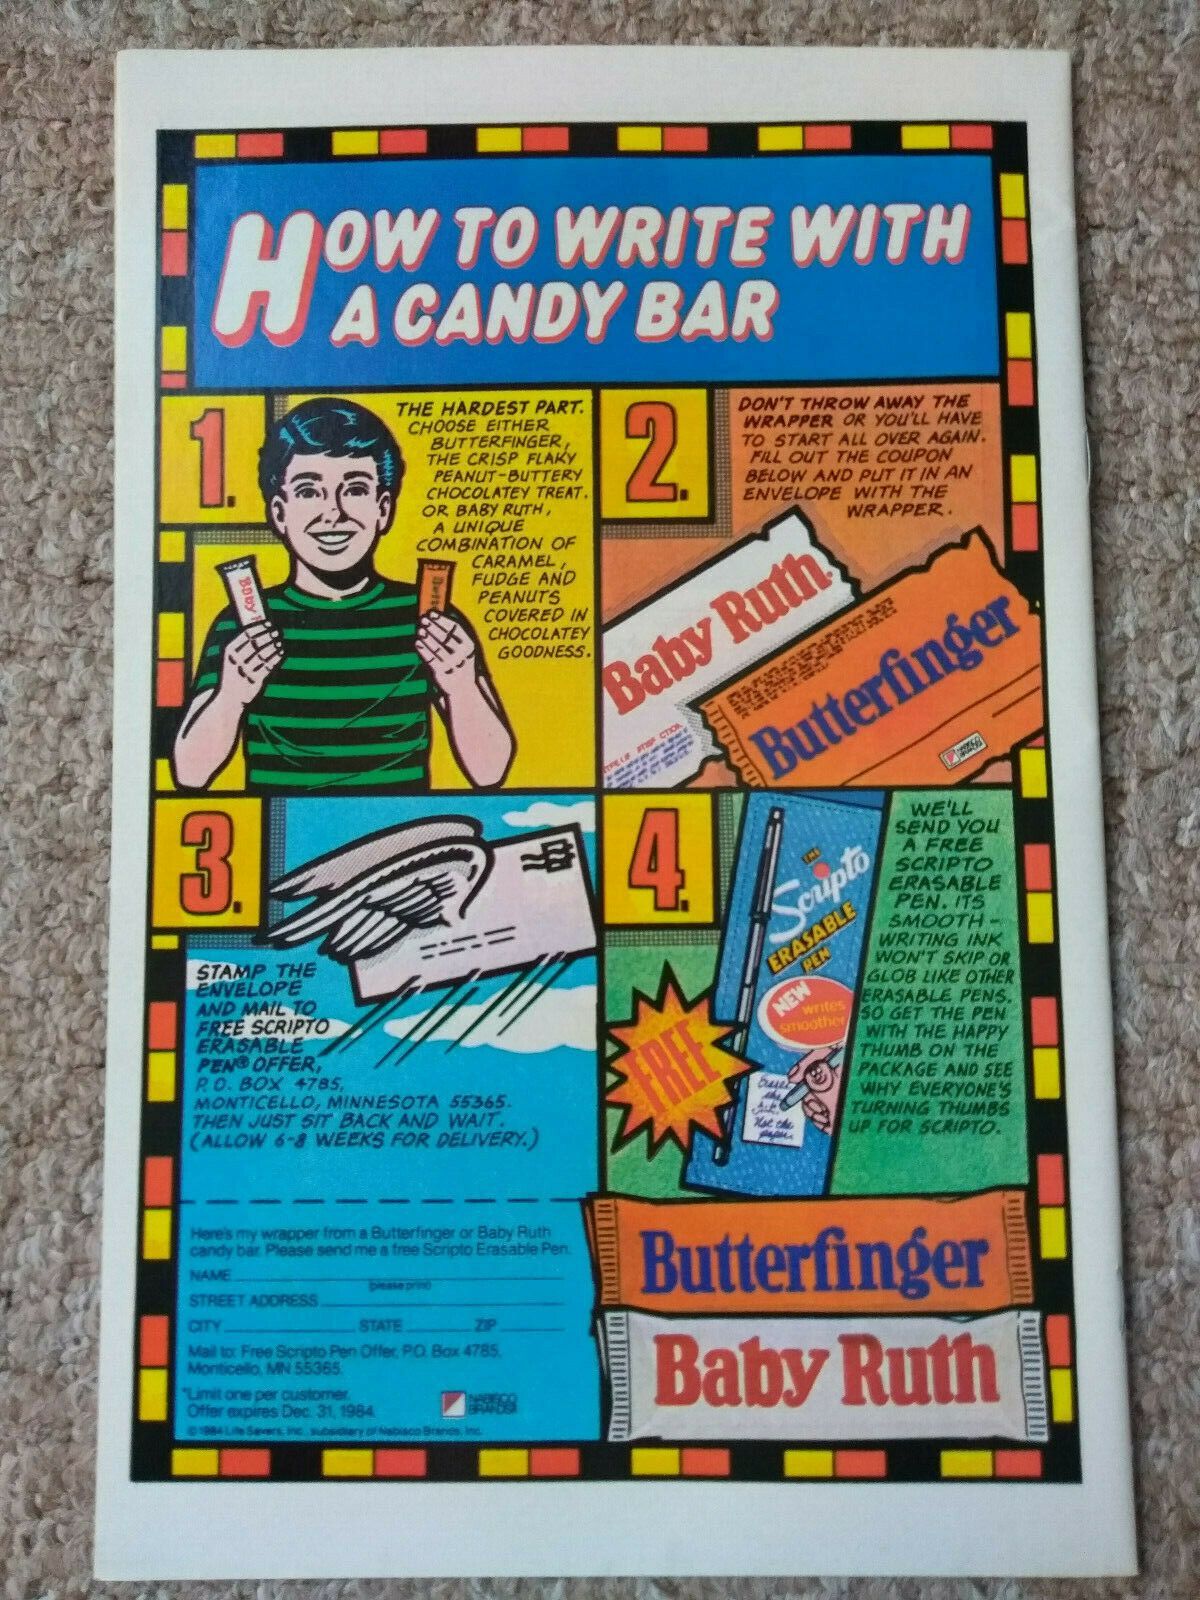 HOW TO WRITE WITH
A CANDY BAR
1.
THE HARDEST PART.
CHOOSE EITHER
BUTTERFINGER,
THE CRISP FLAKY
PEANUT-BUTTERY
CHOCOLATEY TREAT.
OR BABY RUTH,
A UNIQUE
COMBINATION OF
CARAMEL,
FUDGE AND
PEANUTS
COVERED IN
CHOCOLATEY
GOODNESS.
Baby
2.
DON'T THROW AWAY THE
WRAPPER OR YOU'LL HAVE
TO START ALL OVER AGAIN.
FILL OUT THE COUPON
BELOW AND PUT IT IN AN
ENVELOPE WITH THE
WRAPPER.
Baby Ruth
Butterfinger
NABISCO
BRANDS
3.
STAMP THE
ENVELOPE
AND MAIL TO
FREE SCRIPTO
ERASABLE
PEN® OFFER,
P.O. BOX 4785,
MONTICELLO, MINNESOTA 55365.
THEN JUST SIT BACK AND WAIT.
(ALLOW 6-8 WEEKS FOR DELIVERY.)
4.
THE
Scripto
ERASABLE
PEN
NEW
writes
smoother
Erases
the
ink.
Not the
paper.
FREE
WE'LL
SEND YOU
A FREE
SCRIPTO
ERASABLE
PEN. ITS
SMOOTH-
WRITING INK
WON'T SKIP OR
GLOB LIKE OTHER
ERASABLE PENS.
SO GET THE PEN
WITH THE HAPPY
THUMB ON THE
PACKAGE AND SEE
WHY EVERYONE'S
TURNING THUMBS
UP FOR SCRIPTO.
Here's my wrapper from a Butterfinger or Baby Ruth
candy bar. Please send me a free Scripto Erasable Pen.
NAME
(please print)
STREET ADDRESS
CITY STATE ZIP
Mail to: Free Scripto Pen Offer, P.O. Box 4785,
Monticello, MN 55365.
*Limit one per customer.
Offer expires Dec. 31, 1984.
NABISCO
BRANDS
© 1984 Life Savers, Inc., subsidiary of Nabisco Brands, Inc.
Butterfinger
Baby Ruth